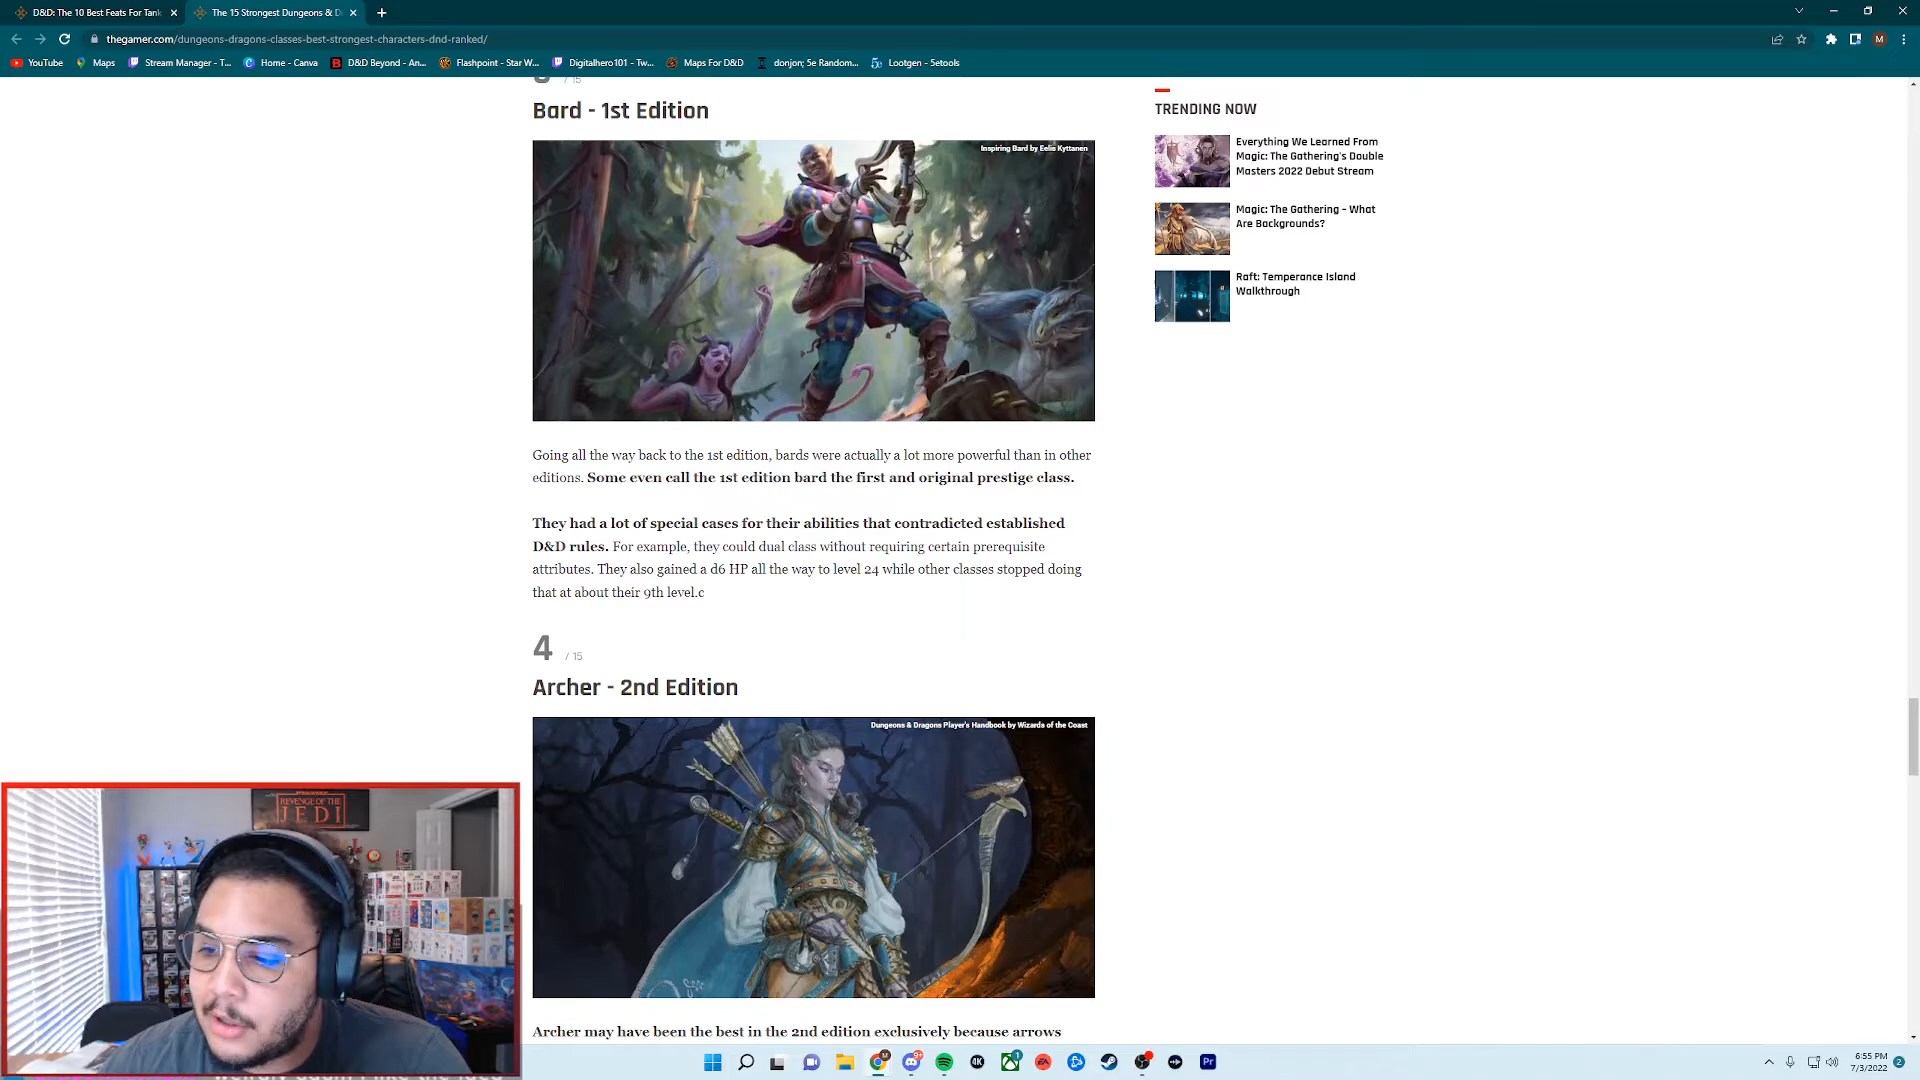 D&D: The 10 Best Feats For Tank
The 15 Strongest Dungeons & D
thegamer.com/dungeons-dragons-classes-best-strongest-characters-dnd-ranked/
M
YouTube
Maps
Stream Manager - T...
Home - Canva
D&D Beyond - An...
Flashpoint - Star W...
Digitalhero101 - Tw...
Maps For D&D
donjon; 5e Random...
Lootgen - 5etools
/ 15
Bard - 1st Edition
Inspiring Bard by Eelis Kyttanen
Going all the way back to the 1st edition, bards were actually a lot more powerful than in other
editions. Some even call the 1st edition bard the first and original prestige class.
They had a lot of special cases for their abilities that contradicted established
D&D rules. For example, they could dual class without requiring certain prerequisite
attributes. They also gained a d6 HP all the way to level 24 while other classes stopped doing
that at about their 9th level.c
4 / 15
Archer - 2nd Edition
Dungeons & Dragons Player's Handbook by Wizards of the Coast
Archer may have been the best in the 2nd edition exclusively because arrows
TRENDING NOW
Everything We Learned From
Magic: The Gathering's Double
Masters 2022 Debut Stream
Magic: The Gathering – What
Are Backgrounds?
Raft: Temperance Island
Walkthrough
REVENGE OF THE
JEDI
4K
EA
Pr
6:55 PM
7/3/2022
2